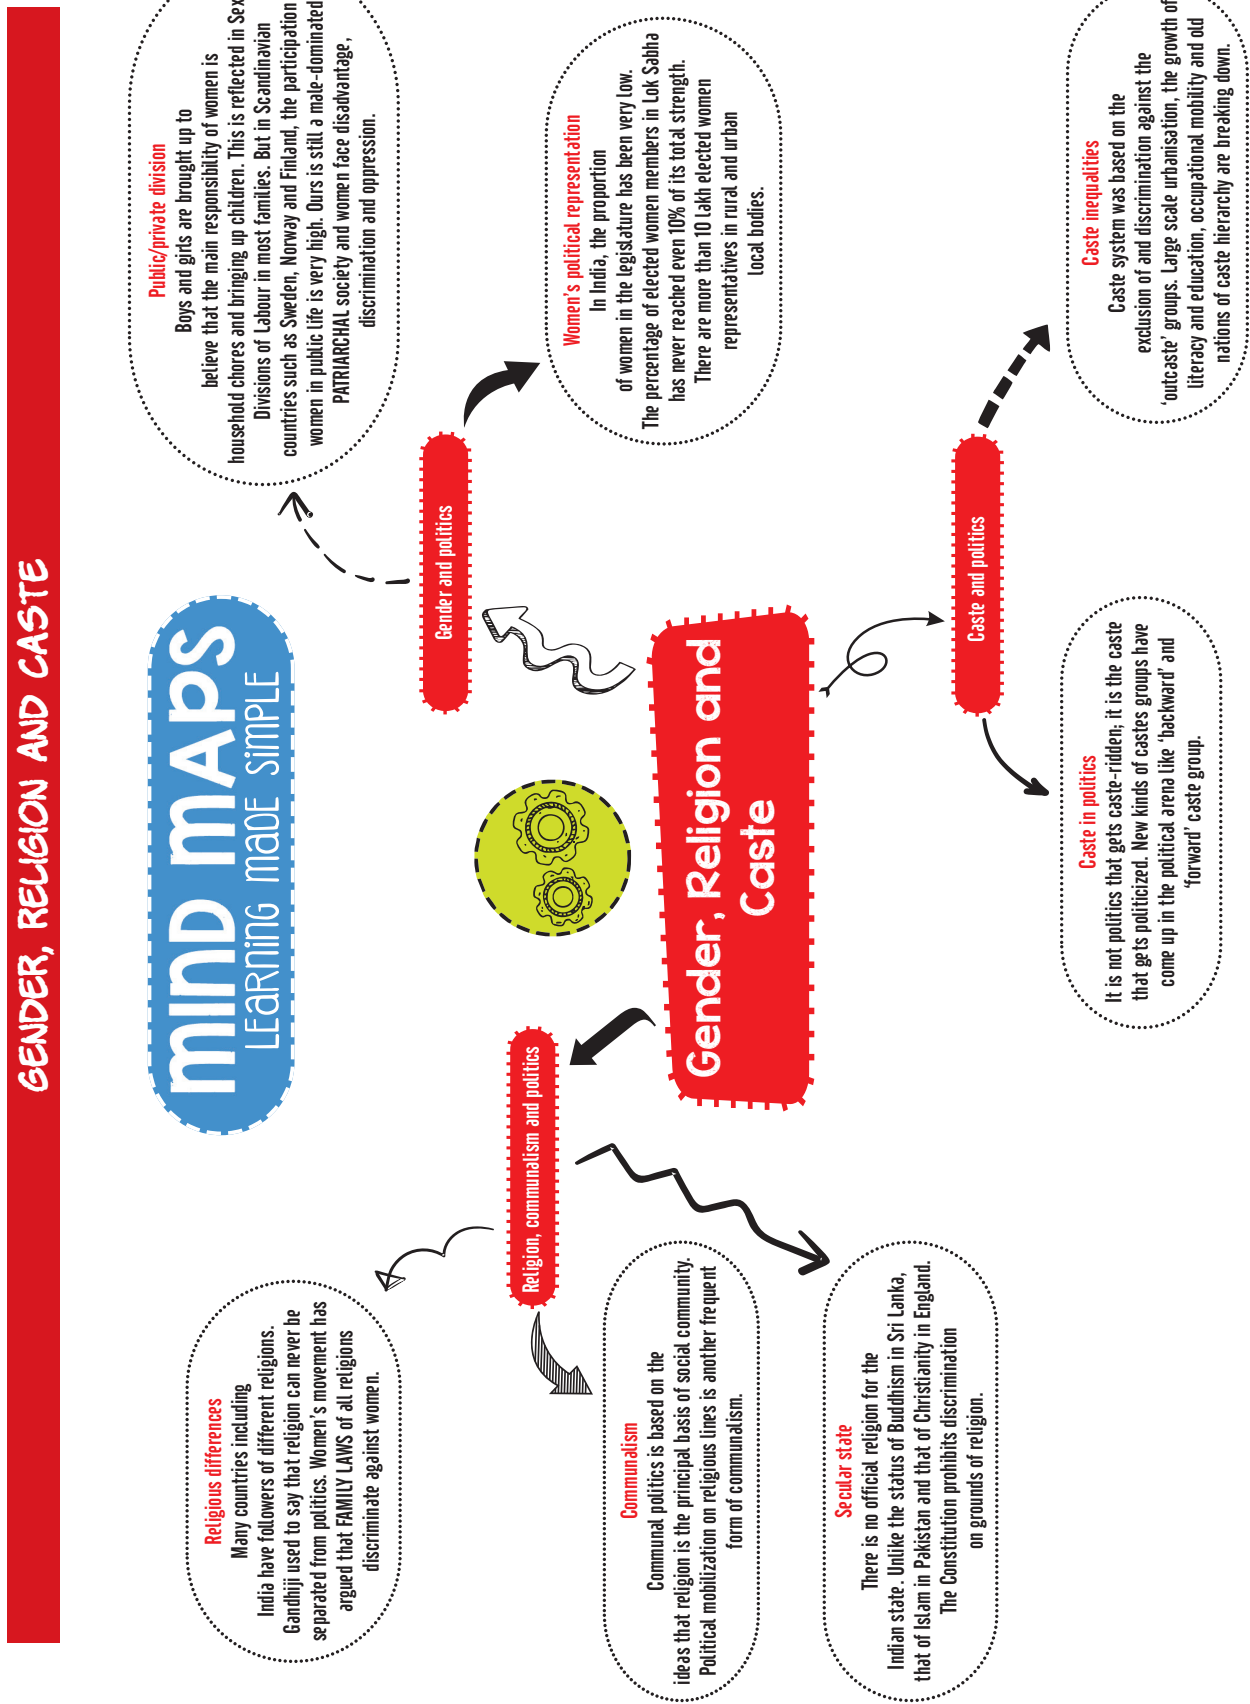 GENDER, RELIGION AND CASTE
MIND MAPS
LEARNING MADE SIMPLE
Gender, Religion and
Caste
Gender and politics
Public/private division
Boys and girls are brought up to
believe that the main responsibility of women is
household chores and bringing up children. This is reflected in Sex
Divisions of Labour in most families. But in Scandinavian
countries such as Sweden, Norway and Finland, the participation
women in public life is very high. Ours is still a male-dominated
PATRIARCHAL society and women face disadvantage,
discrimination and oppression.
Women's political representation
In India, the proportion
of women in the legislature has been very low.
The percentage of elected women members in Lok Sabha
has never reached even 10% of its total strength.
There are more than 10 lakh elected women
representatives in rural and urban
local bodies.
Religion, communalism and politics
Religious differences
Many countries including
India have followers of different religions.
Gandhiji used to say that religion can never be
separated from politics. Women's movement has
argued that FAMILY LAWS of all religions
discriminate against women.
Communalism
Communal politics is based on the
ideas that religion is the principal basis of social community.
Political mobilization on religious lines is another frequent
form of communalism.
Secular state
There is no official religion for the
Indian state. Unlike the status of Buddhism in Sri Lanka,
that of Islam in Pakistan and that of Christianity in England.
The Constitution prohibits discrimination
on grounds of religion.
Caste and politics
Caste in politics
It is not politics that gets caste-ridden; it is the caste
that gets politicized. New kinds of castes groups have
come up in the political arena like 'backward' and
'forward' caste group.
Caste inequalities
Caste system was based on the
exclusion of and discrimination against the
'outcaste' groups. Large scale urbanisation, the growth of
literacy and education, occupational mobility and old
nations of caste hierarchy are breaking down.